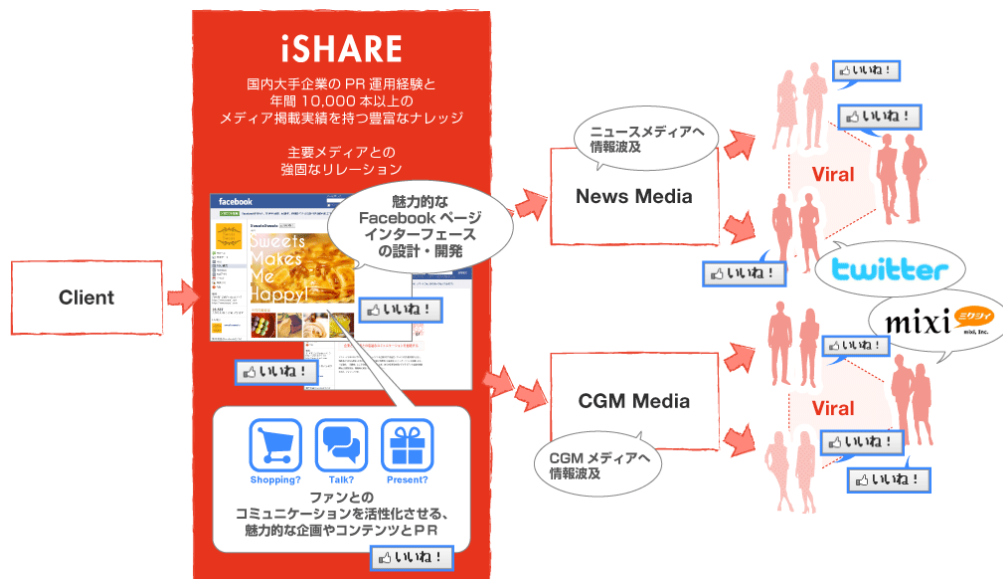 iSHARE
国内大手企業のPR運用経験と
年間10,000本以上の
メディア掲載実績を持つ豊富なナレッジ
主要メディアとの
強固なリレーション
facebook
魅力的な
Facebookページ
インターフェース
の設計・開発
Sweets
Makes
Me
Happy!
いいね！
いいね！
Client
Shopping?
Talk?
Present?
ファンとの
コミュニケーションを活性化させる、
魅力的な企画やコンテンツとPR
いいね！
ニュースメディアへ
情報波及
News Media
いいね！
いいね！
Viral
いいね！
twitter
mixi
ミクシィ
mixi, Inc.
CGM Media
CGMメディアへ
情報波及
いいね！
Viral
いいね！
いいね！